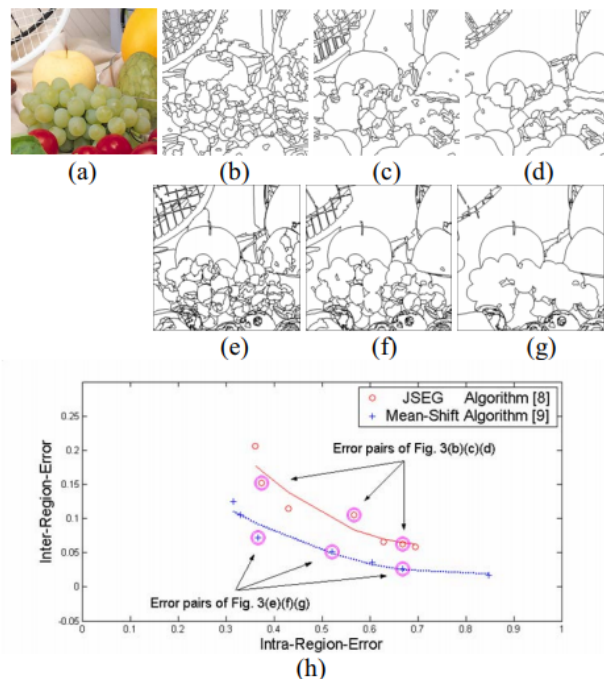 (a) (b) (c) (d)
(e) (f) (g)
JSEG Algorithm [8]
Mean-Shift Algorithm [9]
Error pairs of Fig. 3(b)(c)(d)
Error pairs of Fig. 3(e)(f)(g)
Inter-Region-Error
0.25
0.2
0.15
0.1
0.05
0
-0.05
0 0.1 0.2 0.3 0.4 0.5 0.6 0.7 0.8 0.9 1
Intra-Region-Error
(h)